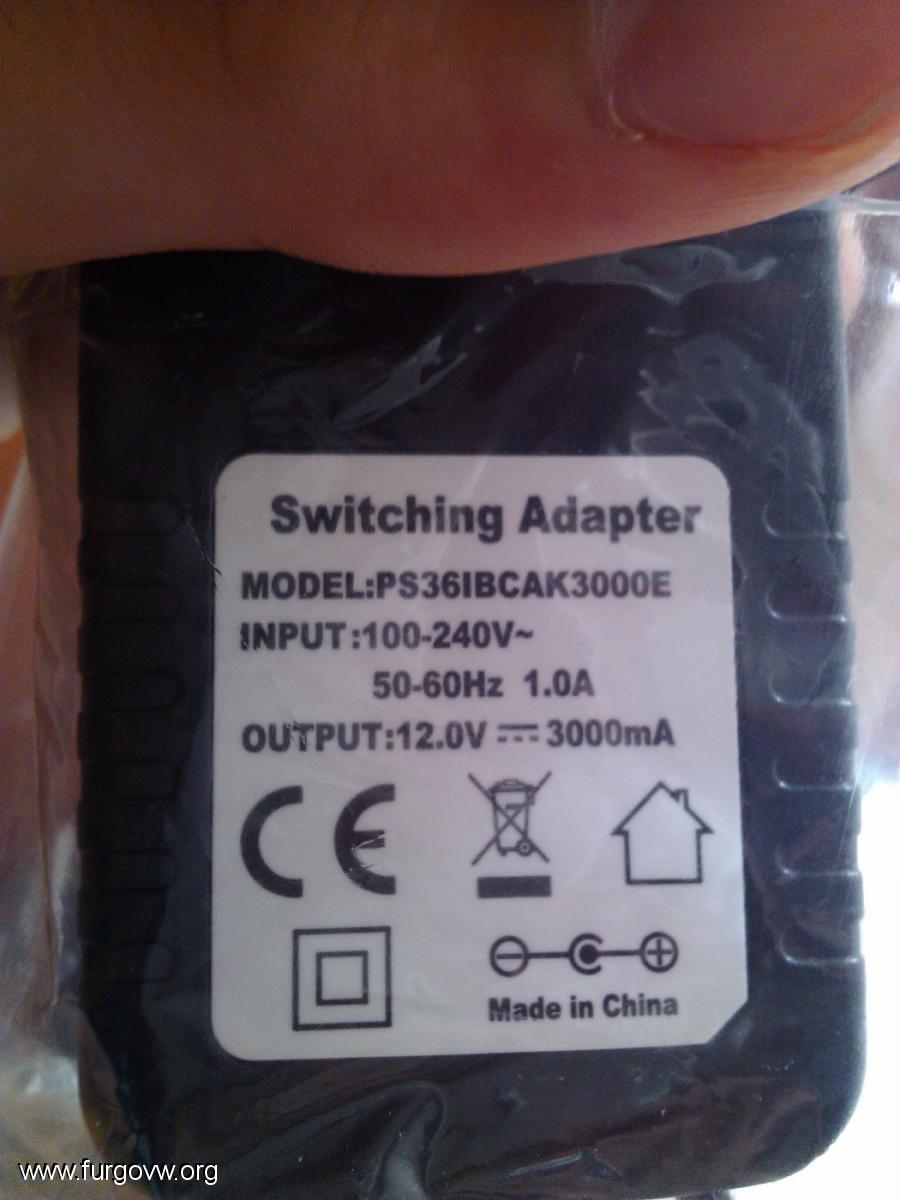 Switching Adapter
MODEL:PS36IBCAK3000E
INPUT:100-240V~
50-60Hz 1.0A
OUTPUT:12.0V ⎓ 3000mA
CE
Made in China
www.furgovw.org